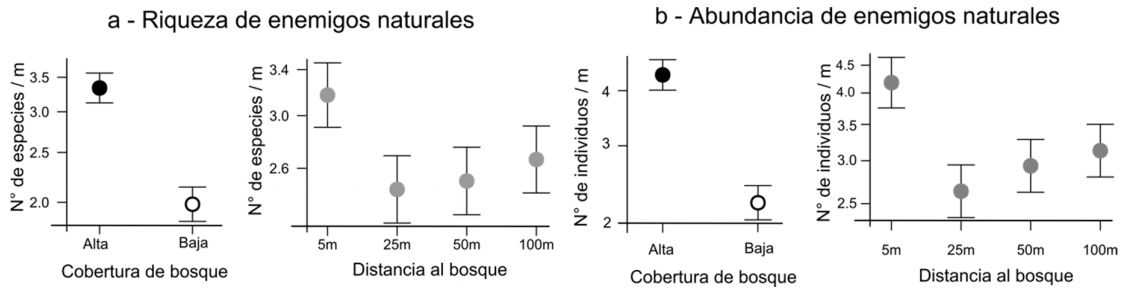 a - Riqueza de enemigos naturales
N° de especies / m
3.5
3.0
2.5
2.0
Alta Baja
Cobertura de bosque
N° de especies / m
3.4
3.0
2.6
5m 25m 50m 100m
Distancia al bosque
b - Abundancia de enemigos naturales
N° de individuos / m
4
3
2
Alta Baja
Cobertura de bosque
N° de individuos / m
4.5
4.0
3.5
3.0
2.5
5m 25m 50m 100m
Distancia al bosque